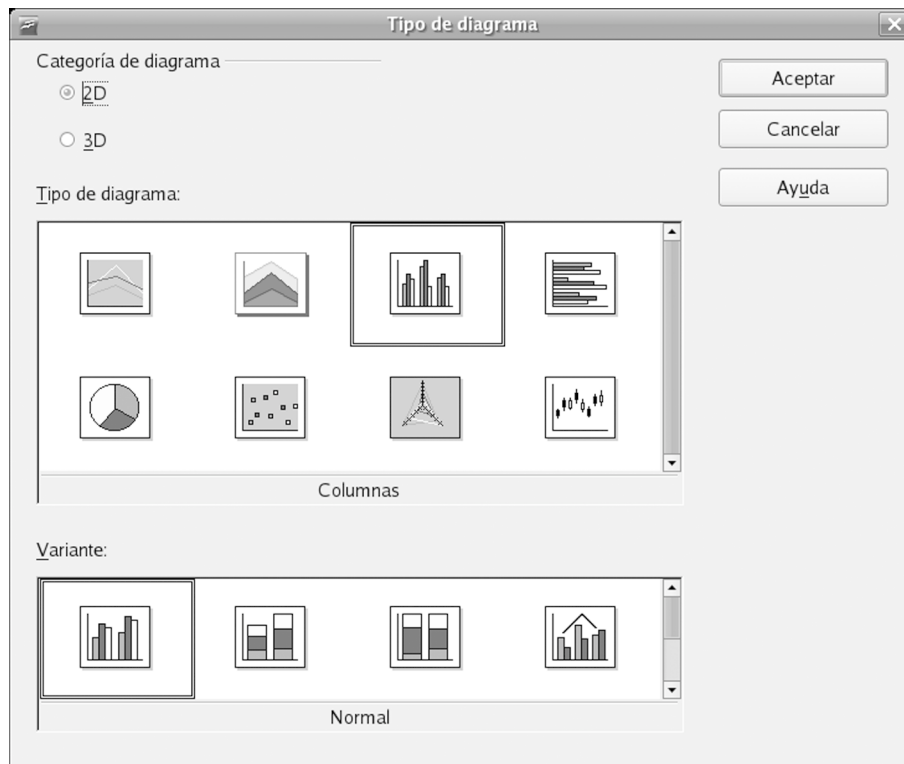 Tipo de diagrama
Categoría de diagrama
2D
3D
Aceptar
Cancelar
Ayuda
Tipo de diagrama:
Columnas
Variante:
Normal